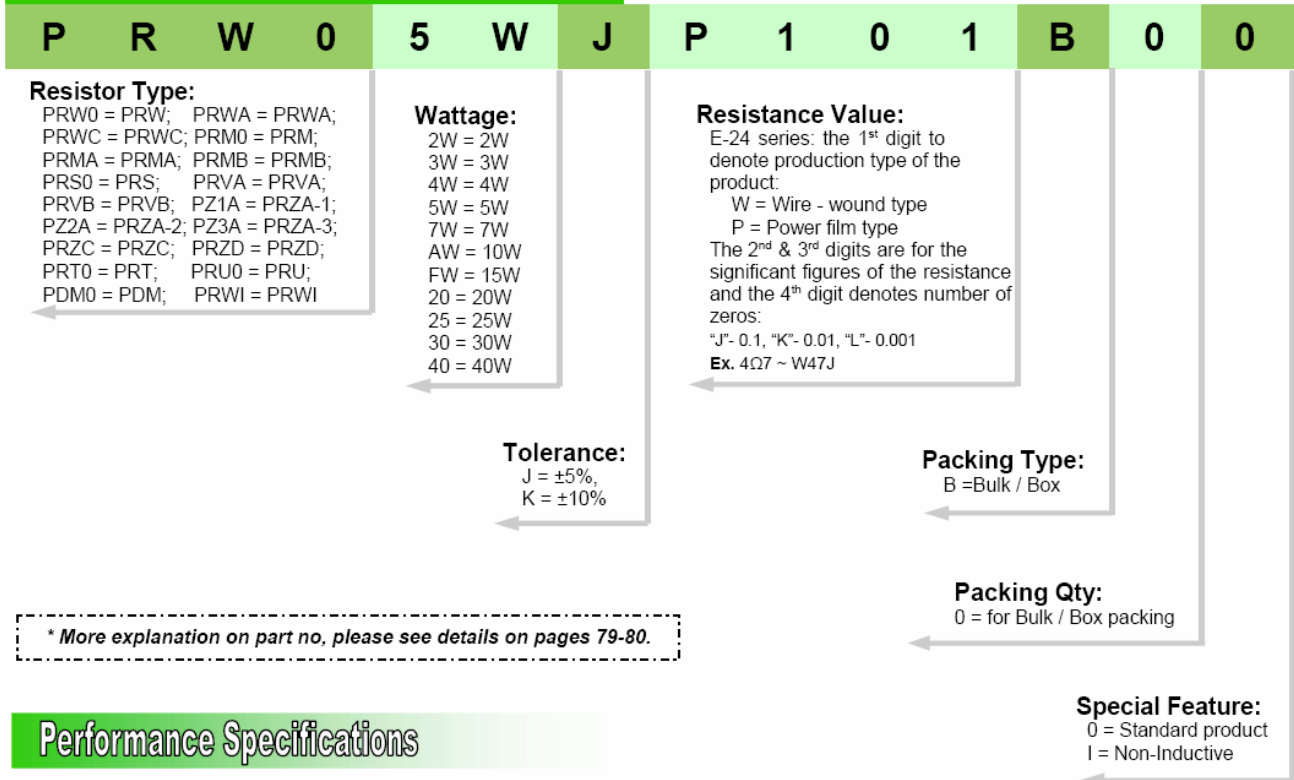 P R W 0 5 W J P 1 0 1 B 0 0
Resistor Type:
PRW0 = PRW; PRWA = PRWA;
PRWC = PRWC; PRM0 = PRM;
PRMA = PRMA; PRMB = PRMB;
PRS0 = PRS; PRVA = PRVA;
PRVB = PRVB; PZ1A = PRZA-1;
PZ2A = PRZA-2; PZ3A = PRZA-3;
PRZC = PRZC; PRZD = PRZD;
PRT0 = PRT; PRU0 = PRU;
PDM0 = PDM; PRWI = PRWI
Wattage:
2W = 2W
3W = 3W
4W = 4W
5W = 5W
7W = 7W
AW = 10W
FW = 15W
20 = 20W
25 = 25W
30 = 30W
40 = 40W
Resistance Value:
E-24 series: the 1st digit to
denote production type of the
product:
W = Wire - wound type
P = Power film type
The 2nd & 3rd digits are for the
significant figures of the resistance
and the 4th digit denotes number of
zeros:
"J"- 0.1, "K"- 0.01, "L"- 0.001
Ex. 4Ω7 ~ W47J
Tolerance:
J = ±5%,
K = ±10%
Packing Type:
B =Bulk / Box
Packing Qty:
0 = for Bulk / Box packing
* More explanation on part no, please see details on pages 79-80.
Special Feature:
0 = Standard product
I = Non-Inductive
Performance Specifications